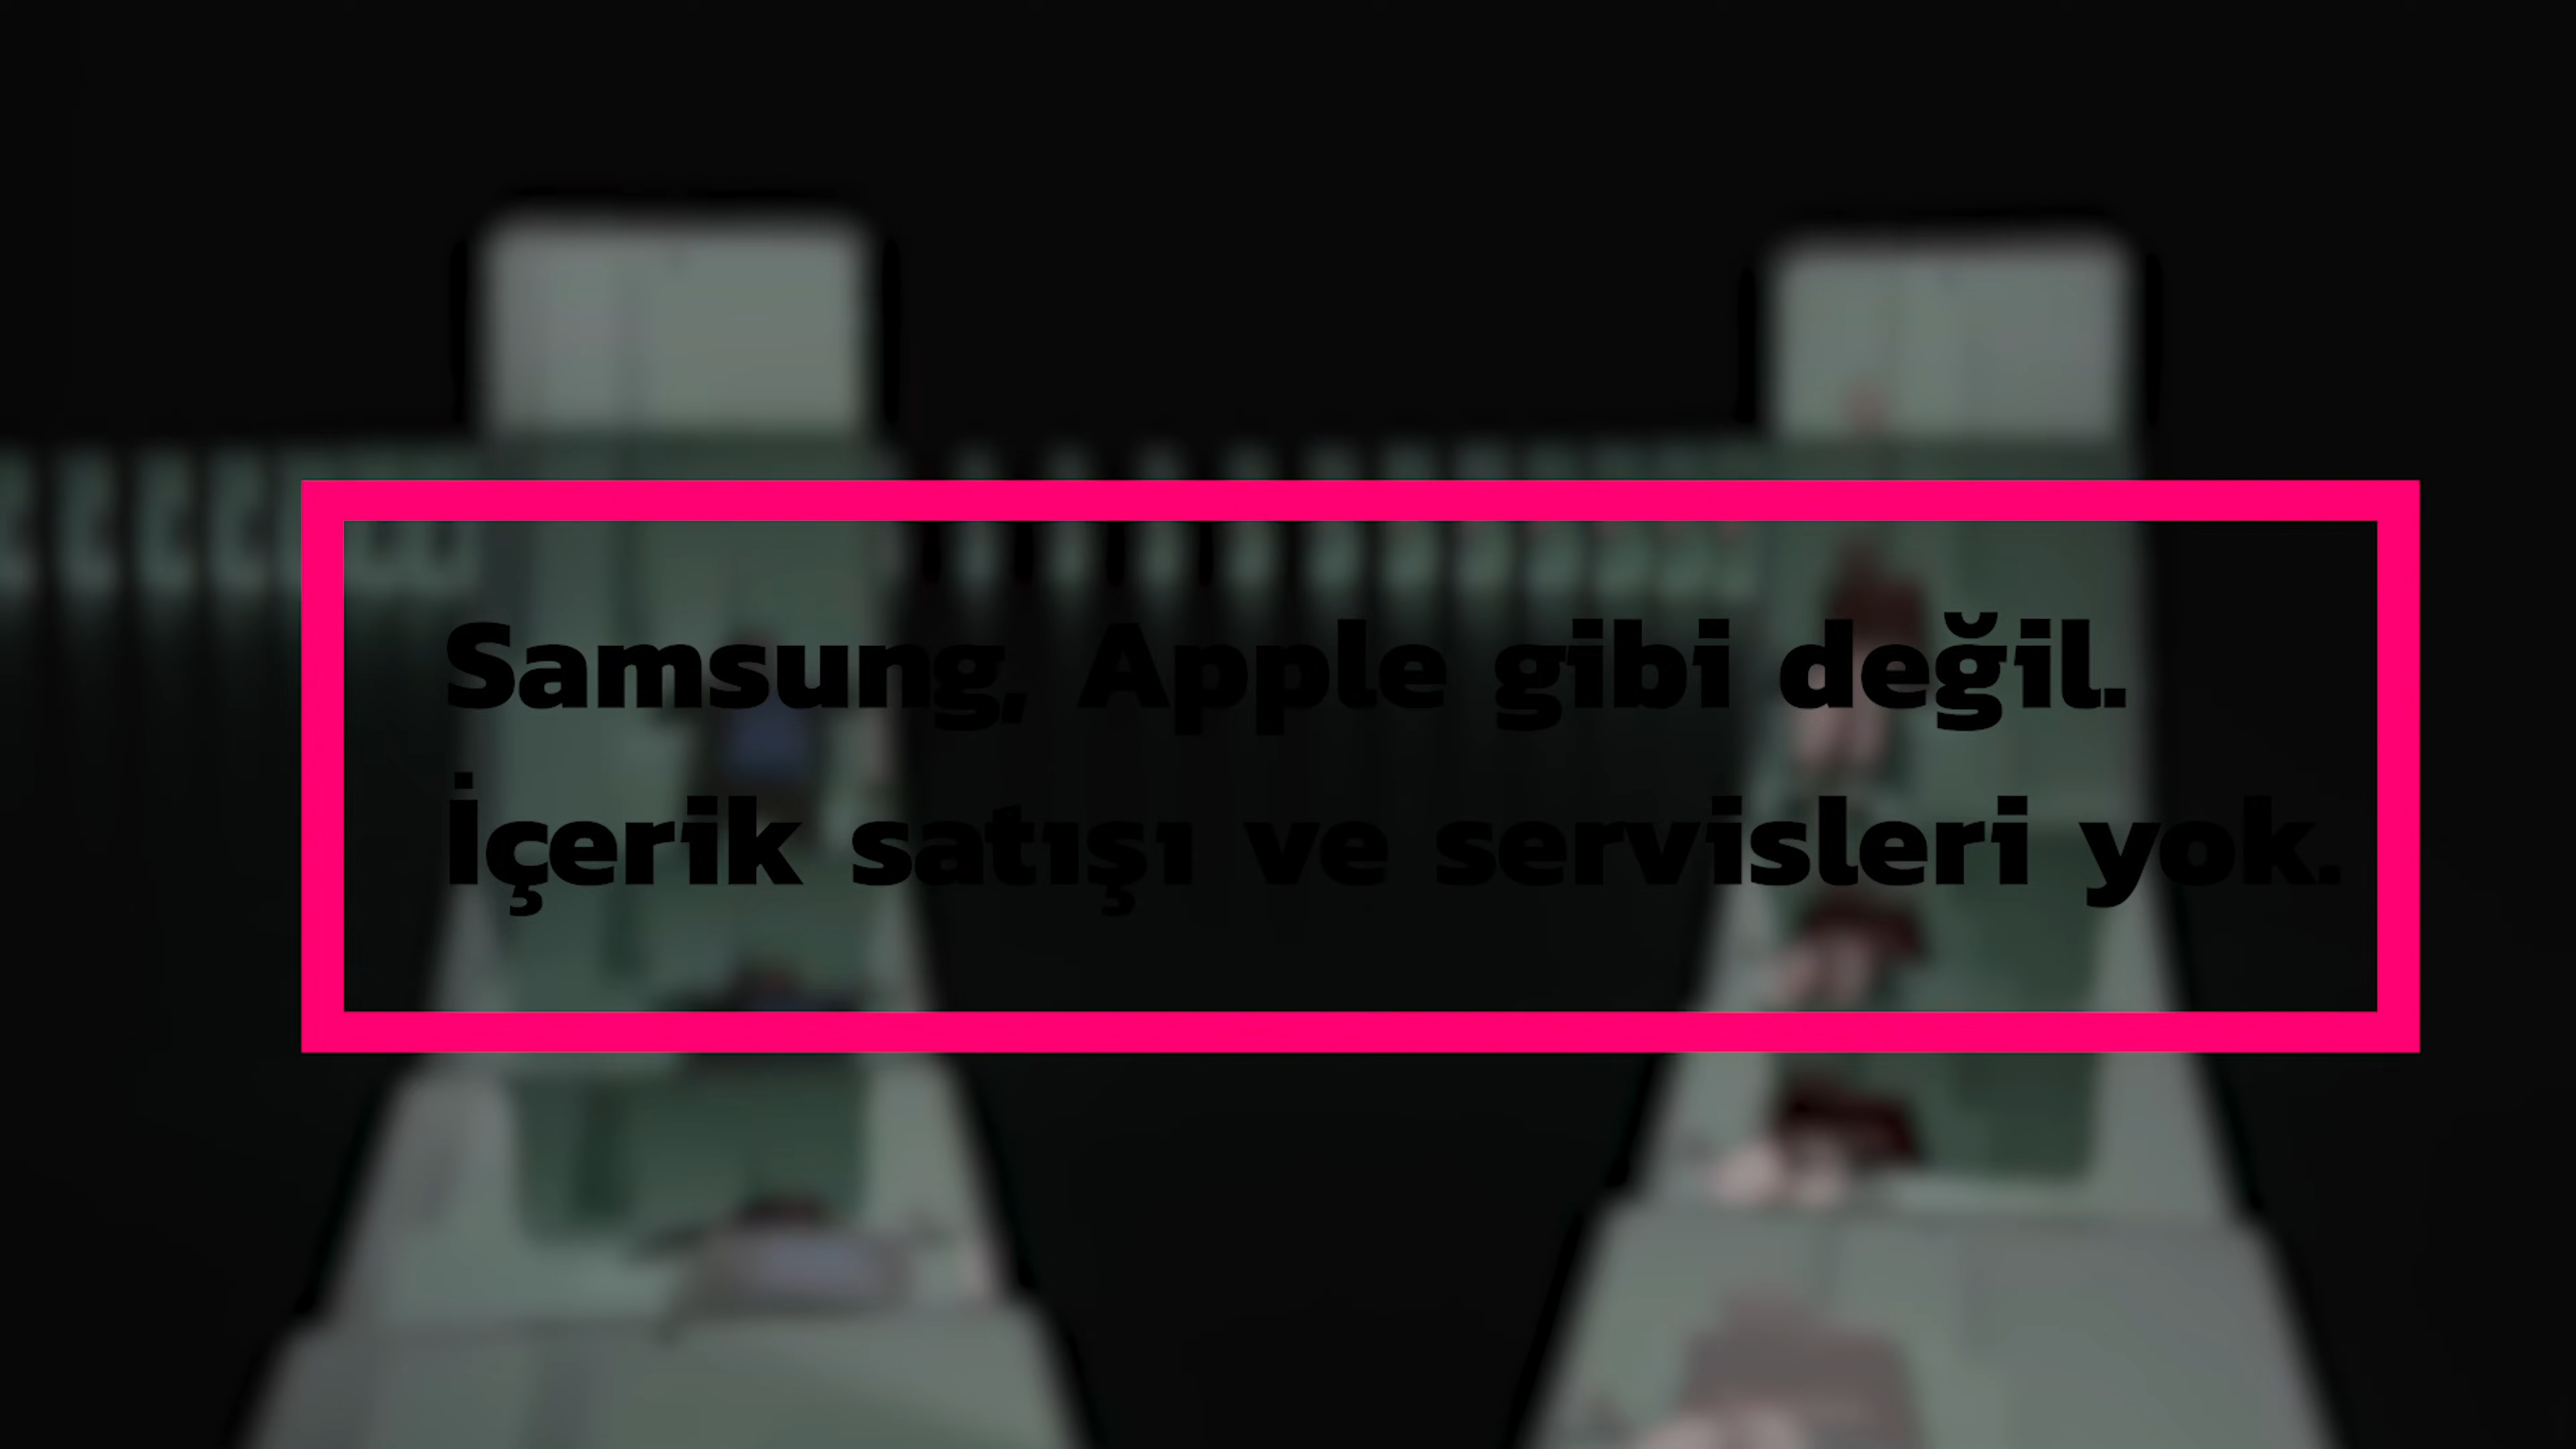 Samsung, Apple gibi değil.
İçerik satışı ve servisleri yok.